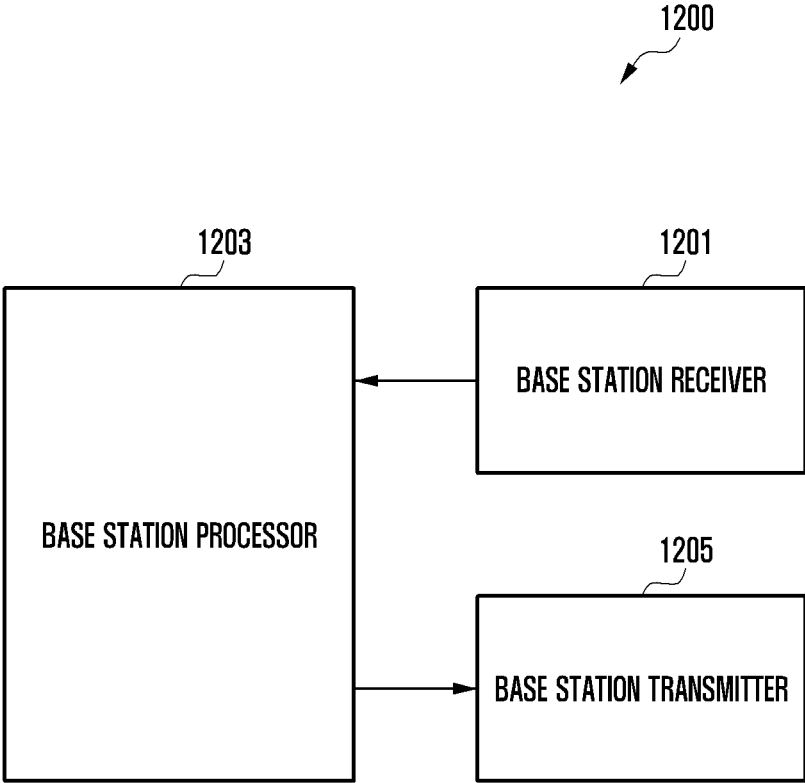 1200
1203
1201
BASE STATION RECEIVER
BASE STATION PROCESSOR
1205
BASE STATION TRANSMITTER